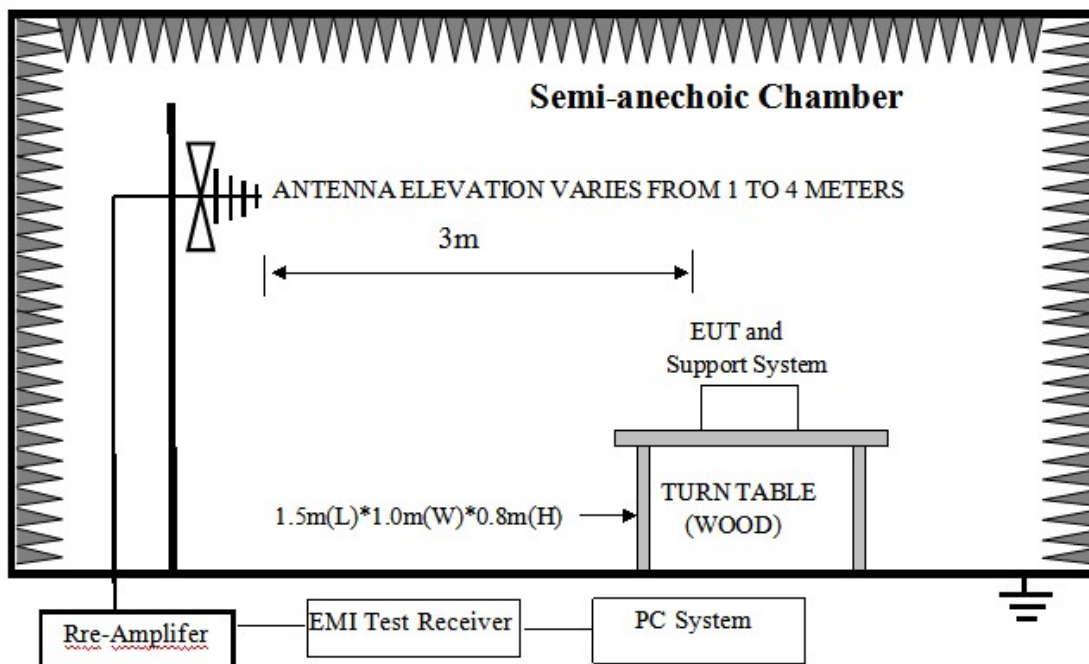 Semi-anechoic Chamber
ANTENNA ELEVATION VARIES FROM 1 TO 4 METERS
3m
EUT and
Support System
1.5m(L)*1.0m(W)*0.8m(H)
TURN TABLE
(WOOD)
Rre-Amplifer
EMI Test Receiver
PC System